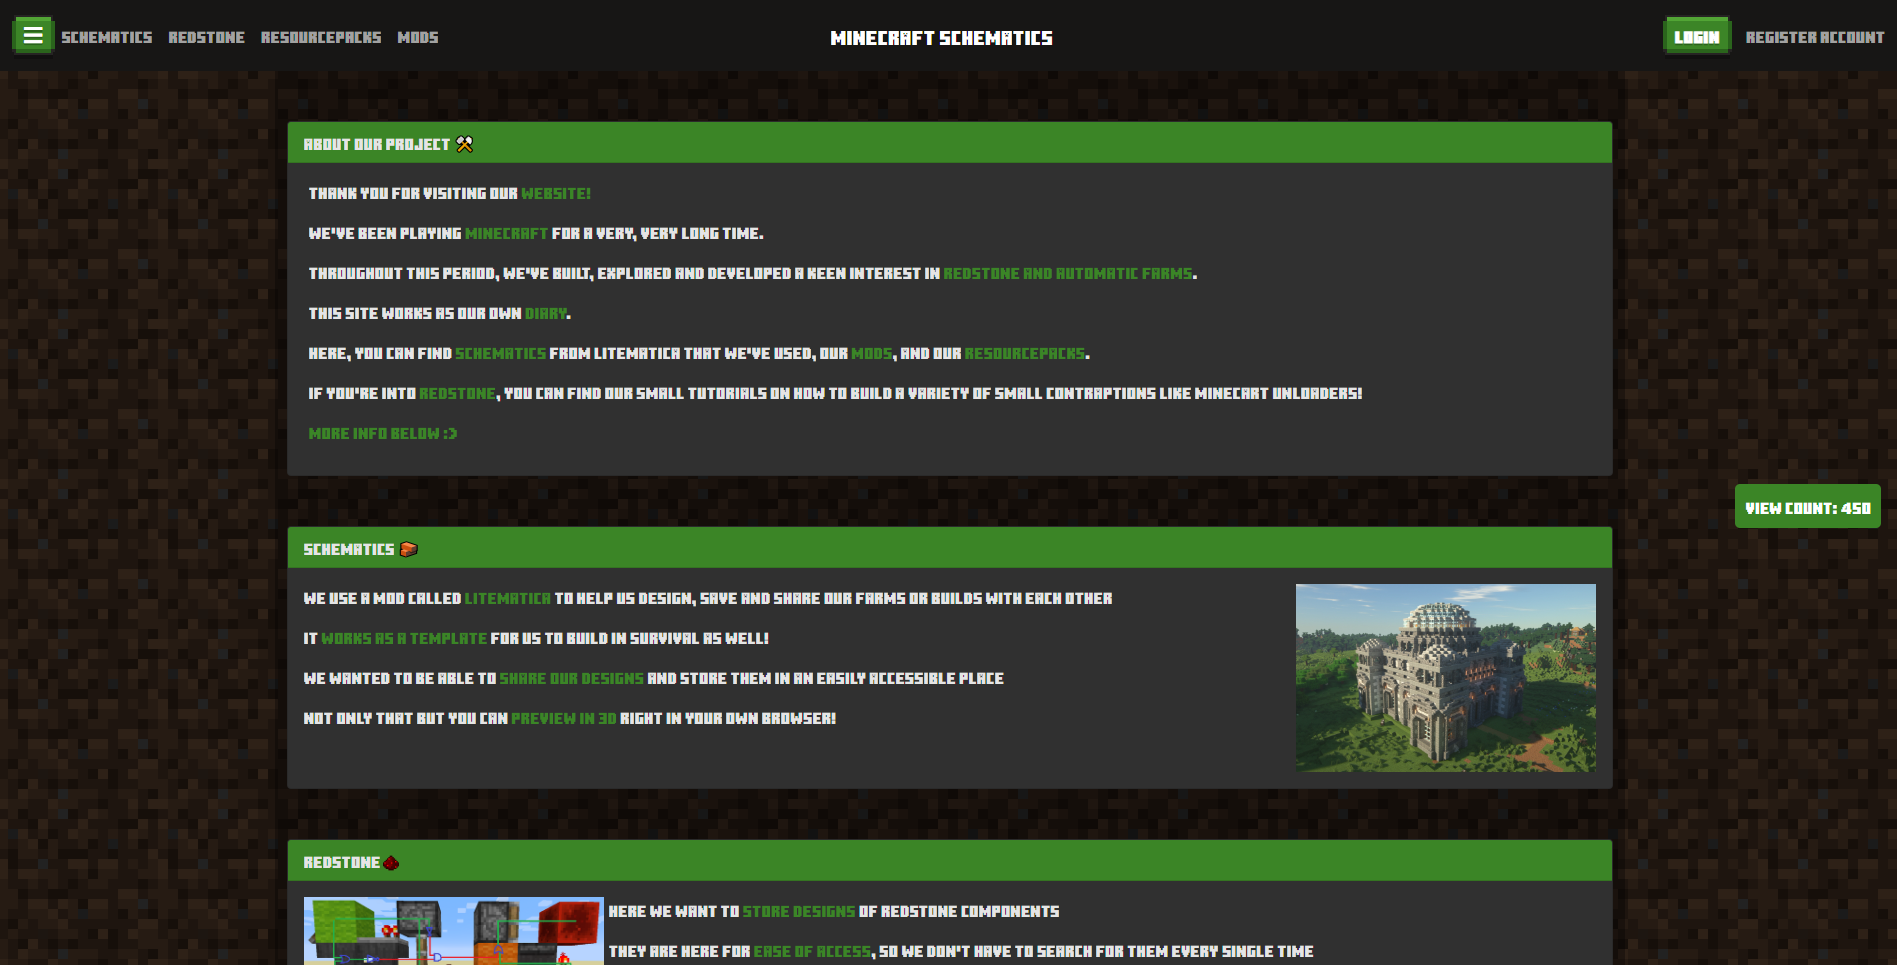 SCHEMATICS REDSTONE RESOURCEPACKS MODS MINECRAFT SCHEMATICS LOGIN REGISTER ACCOUNT
ABOUT OUR PROJECT
THANK YOU FOR VISITING OUR WEBSITE!
WE'VE BEEN PLAYING MINECRAFT FOR A VERY, VERY LONG TIME.
THROUGHOUT THIS PERIOD, WE'VE BUILT, EXPLORED AND DEVELOPED A KEEN INTEREST IN REDSTONE AND AUTOMATIC FARMS.
THIS SITE WORKS AS OUR OWN DIARY.
HERE, YOU CAN FIND SCHEMATICS FROM LITEMATICA THAT WE'VE USED, OUR MODS, AND OUR RESOURCEPACKS.
IF YOU'RE INTO REDSTONE, YOU CAN FIND OUR SMALL TUTORIALS ON HOW TO BUILD A VARIETY OF SMALL CONTRAPTIONS LIKE MINECART UNLOADERS!
MORE INFO BELOW :)
VIEW COUNT: 450
SCHEMATICS
WE USE A MOD CALLED LITEMATICA TO HELP US DESIGN, SAVE AND SHARE OUR FARMS OR BUILDS WITH EACH OTHER
IT WORKS AS A TEMPLATE FOR US TO BUILD IN SURVIVAL AS WELL!
WE WANTED TO BE ABLE TO SHARE OUR DESIGNS AND STORE THEM IN AN EASILY ACCESSIBLE PLACE
NOT ONLY THAT BUT YOU CAN PREVIEW IN 3D RIGHT IN YOUR OWN BROWSER!
REDSTONE
HERE WE WANT TO STORE DESIGNS OF REDSTONE COMPONENTS
THEY ARE HERE FOR EASE OF ACCESS, SO WE DON'T HAVE TO SEARCH FOR THEM EVERY SINGLE TIME